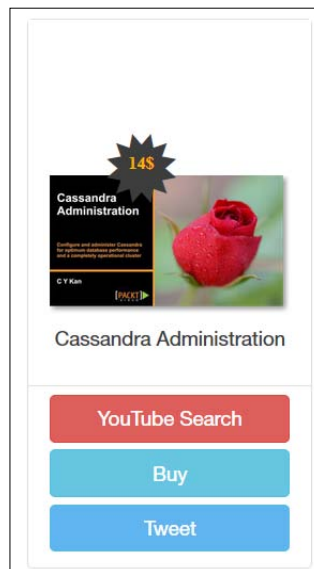 14$
Cassandra
Administration
Configure and administer Cassandra
for optimum database performance
and a completely operational cluster
C Y Kan
[PACKT]
Cassandra Administration
YouTube Search
Buy
Tweet